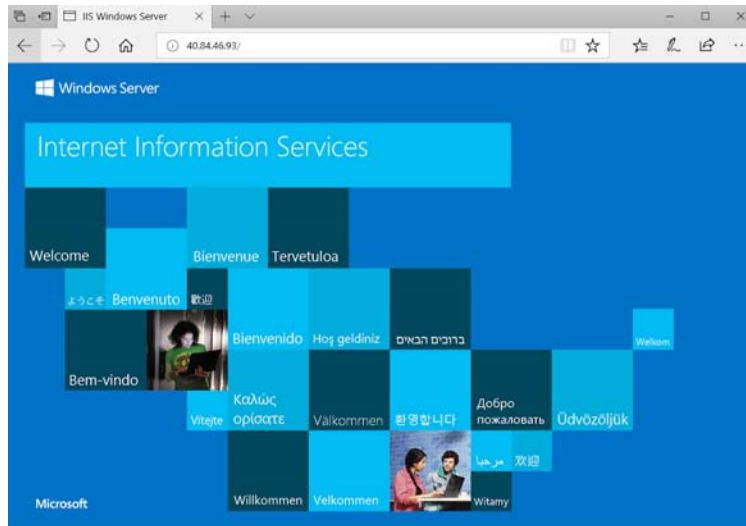 IIS Windows Server
40.84.46.93/
Windows Server
Internet Information Services
Welcome
Bienvenue
Tervetuloa
ようこそ
Benvenuto
歡迎
Bienvenido
Hoş geldiniz
ברוכים הבאים
Welkom
Bem-vindo
Vítejte
Καλώς
ορίσατε
Välkommen
환영합니다
Добро
пожаловать
Üdvözöljük
مرحبا
欢迎
Willkommen
Velkommen
Witamy
Microsoft